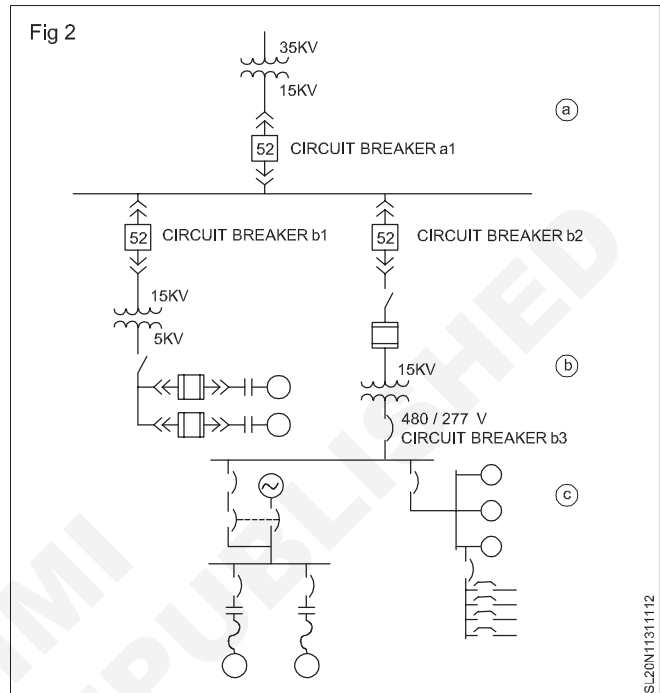 Fig 2
35KV
15KV
a
52 CIRCUIT BREAKER a1
52 CIRCUIT BREAKER b1
52 CIRCUIT BREAKER b2
15KV
5KV
15KV
b
480 / 277 V
CIRCUIT BREAKER b3
c
SL20N11311112